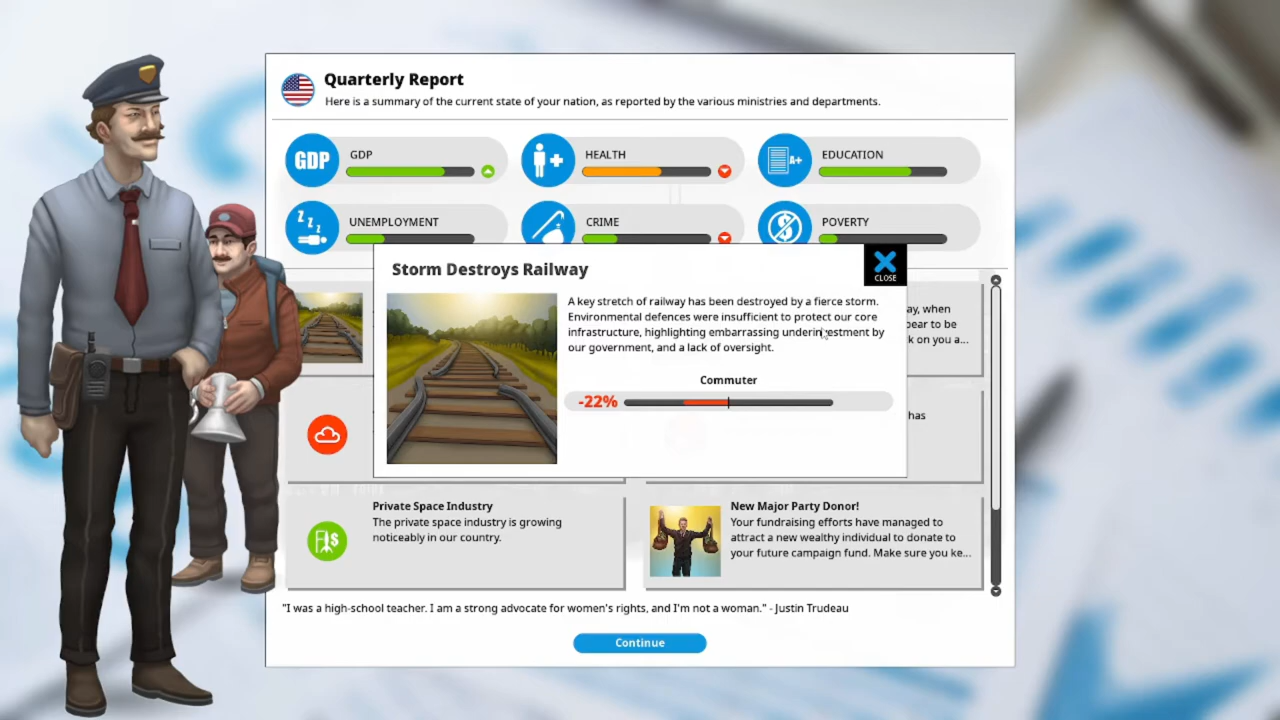 Quarterly Report
Here is a summary of the current state of your nation, as reported by the various ministries and departments.
GDP
GDP
HEALTH
A+
EDUCATION
Z Z Z
UNEMPLOYMENT
CRIME
$
POVERTY
Storm Destroys Railway
CLOSE
A key stretch of railway has been destroyed by a fierce storm.
Environmental defences were insufficient to protect our core
infrastructure, highlighting embarrassing underinvestment by
our government, and a lack of oversight.
Commuter
-22%
ay, when
pear to be
k on you a...
has
$
Private Space Industry
The private space industry is growing
noticeably in our country.
New Major Party Donor!
Your fundraising efforts have managed to
attract a new wealthy individual to donate to
your future campaign fund. Make sure you ke...
"I was a high-school teacher. I am a strong advocate for women's rights, and I'm not a woman." - Justin Trudeau
Continue